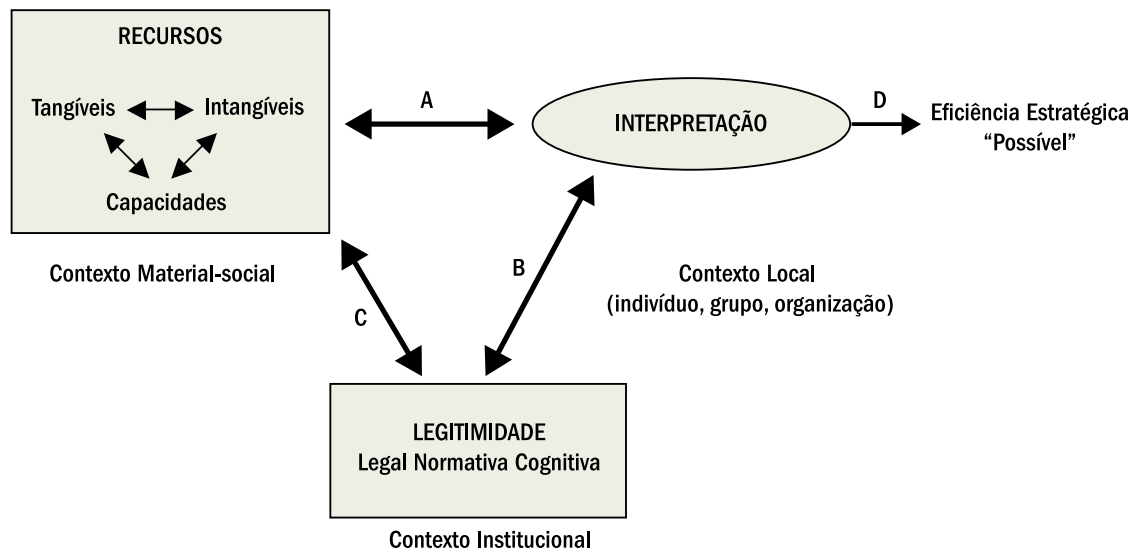 RECURSOS
Tangíveis
Intangíveis
Capacidades
Contexto Material-social
A
INTERPRETAÇÃO
D
Eficiência Estratégica
“Possível”
B
C
Contexto Local
(indivíduo, grupo, organização)
LEGITIMIDADE
Legal Normativa Cognitiva
Contexto Institucional